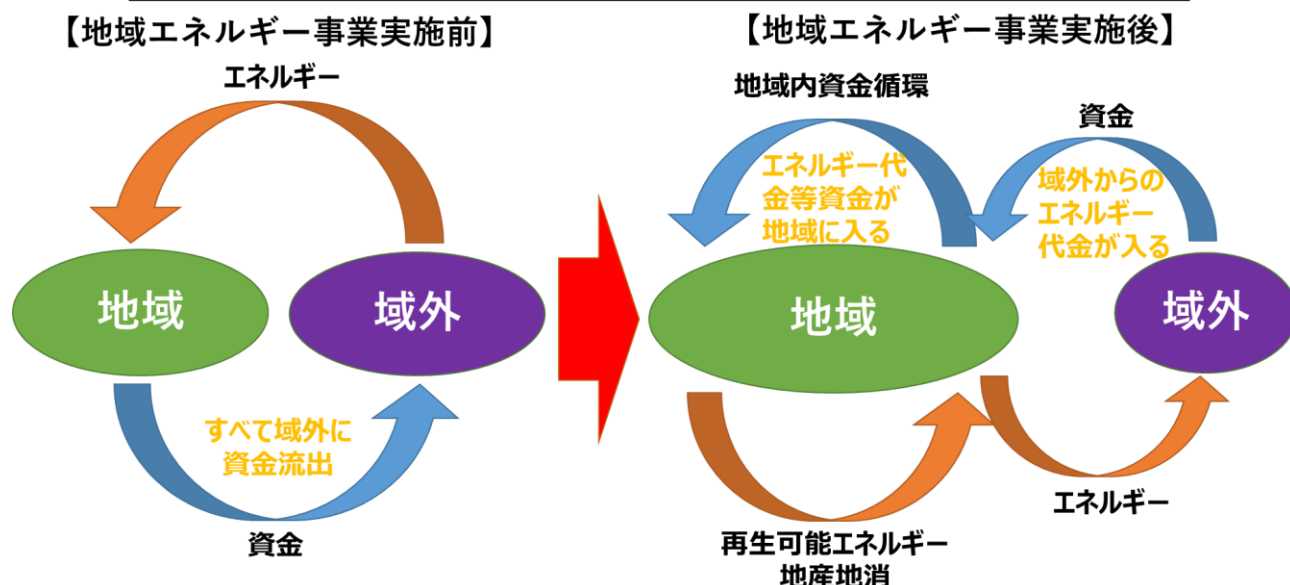 【地域エネルギー事業実施前】
エネルギー
地域
域外
すべて域外に
資金流出
資金
【地域エネルギー事業実施後】
地域内資金循環
エネルギー代
金等資金が
地域に入る
資金
域外からの
エネルギー
代金が入る
地域
域外
再生可能エネルギー
地産地消
エネルギー